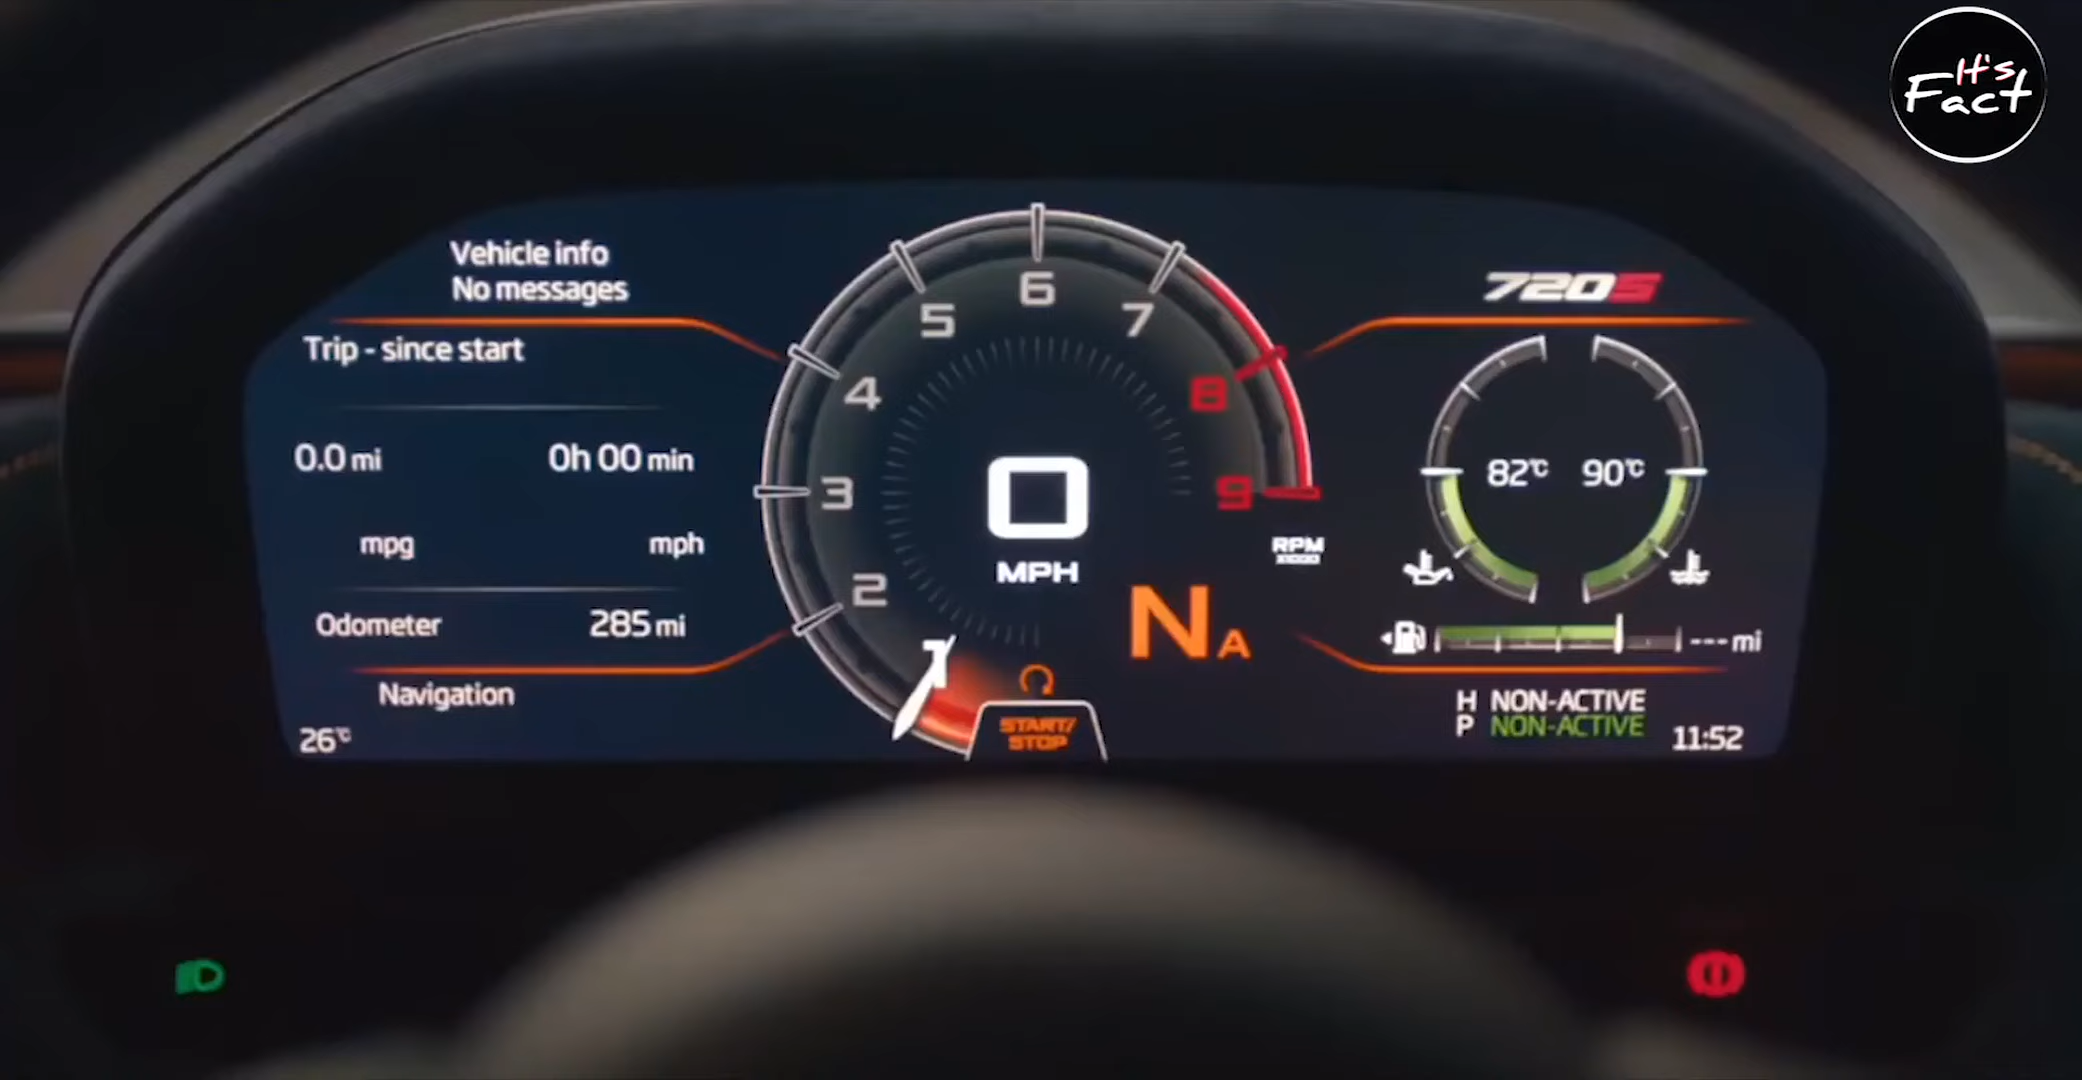 It's
Fact
Vehicle info
No messages
Trip - since start
0.0 mi 0h 00 min
mpg mph
Odometer 285 mi
Navigation
26°C
5 6 7
4 8
3 9
2
1
0
MPH
RPM
x1000
N A
START/
STOP
720S
82°C 90°C
--- mi
H NON-ACTIVE
P NON-ACTIVE
11:52